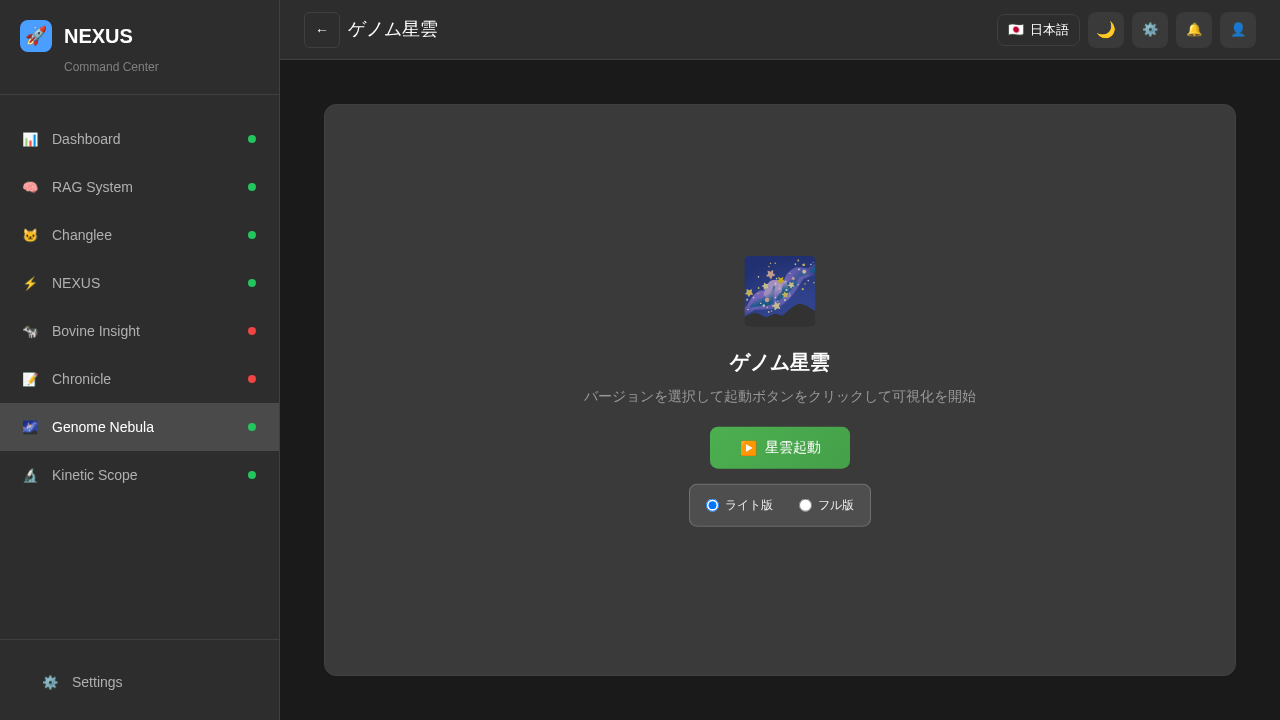 NEXUS
Command Center
Dashboard
RAG System
Changlee
NEXUS
Bovine Insight
Chronicle
Genome Nebula
Kinetic Scope
Settings
← ゲノム星雲
日本語
ゲノム星雲
バージョンを選択して起動ボタンをクリックして可視化を開始
星雲起動
ライト版 フル版